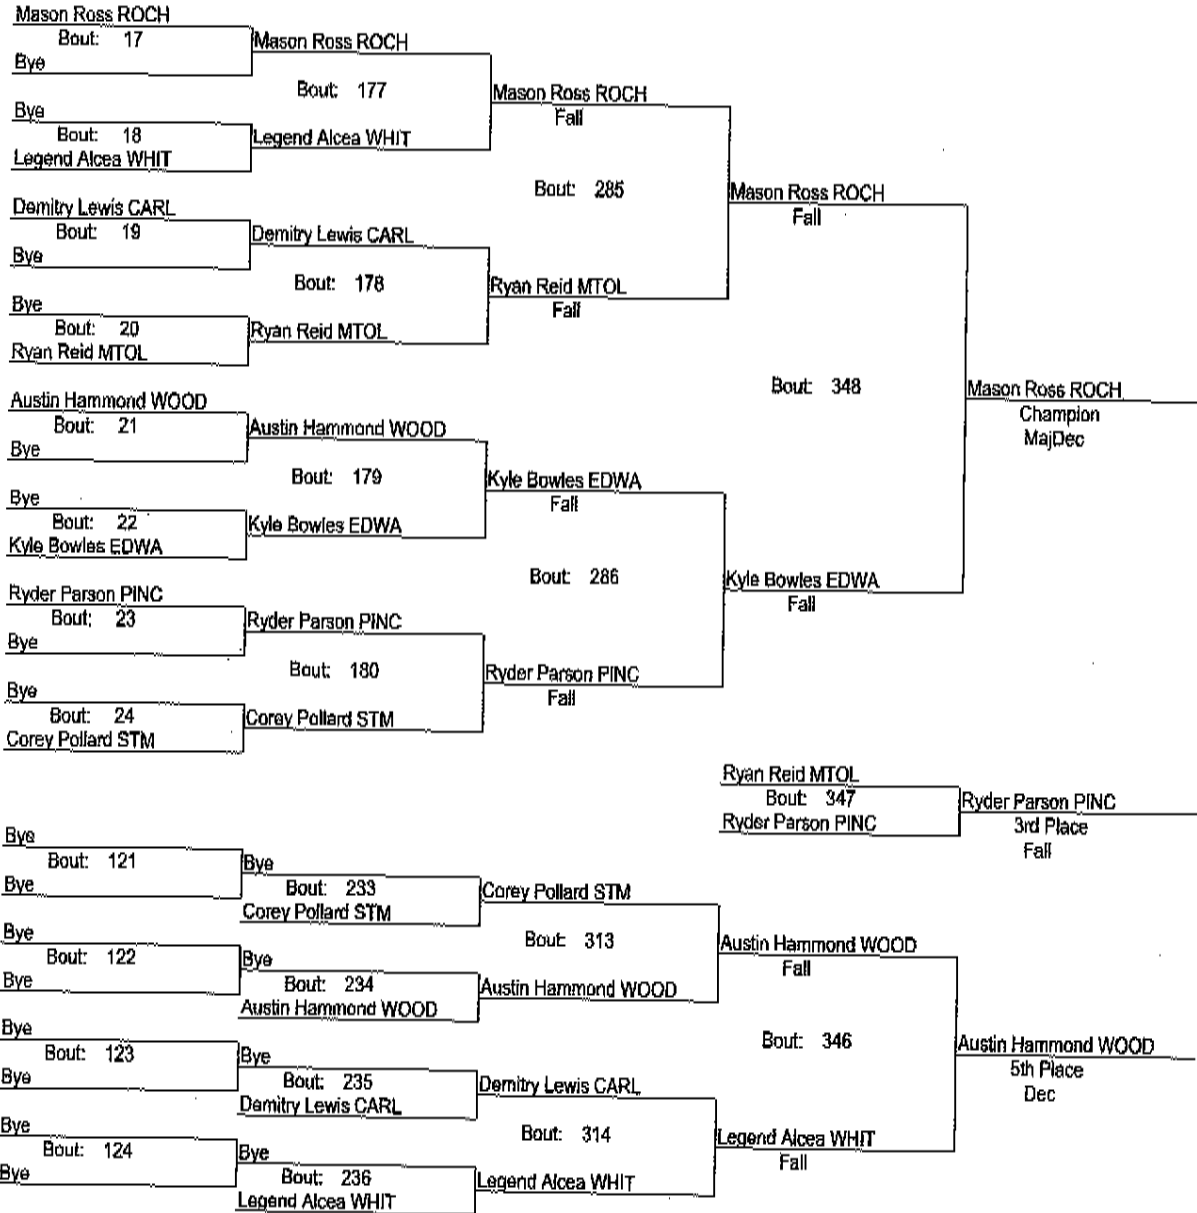 Mason Ross ROCH
Bout: 17
Bye
Mason Ross ROCH
Bout: 177
Bye
Bout: 18
Legend Alcea WHIT
Legend Alcea WHIT
Mason Ross ROCH
Fall
Bout: 285
Demitry Lewis CARL
Bout: 19
Bye
Demitry Lewis CARL
Bout: 178
Bye
Bout: 20
Ryan Reid MTOL
Ryan Reid MTOL
Ryan Reid MTOL
Fall
Mason Ross ROCH
Fall
Bout: 348
Austin Hammond WOOD
Bout: 21
Bye
Austin Hammond WOOD
Bout: 179
Bye
Bout: 22
Kyle Bowles EDWA
Kyle Bowles EDWA
Kyle Bowles EDWA
Fall
Bout: 286
Ryder Parson PINC
Bout: 23
Bye
Ryder Parson PINC
Bout: 180
Bye
Bout: 24
Corey Pollard STM
Corey Pollard STM
Ryder Parson PINC
Fall
Kyle Bowles EDWA
Fall
Mason Ross ROCH
Champion
MajDec
Ryan Reid MTOL
Bout: 347
Ryder Parson PINC
Ryder Parson PINC
3rd Place
Fall
Bye
Bout: 121
Bye
Bye
Bout: 233
Corey Pollard STM
Corey Pollard STM
Bout: 313
Bye
Bout: 122
Bye
Bye
Bout: 234
Austin Hammond WOOD
Austin Hammond WOOD
Austin Hammond WOOD
Fall
Bout: 346
Bye
Bout: 123
Bye
Bye
Bout: 235
Demitry Lewis CARL
Demitry Lewis CARL
Bout: 314
Bye
Bout: 124
Bye
Bye
Bout: 236
Legend Alcea WHIT
Legend Alcea WHIT
Legend Alcea WHIT
Fall
Austin Hammond WOOD
5th Place
Dec